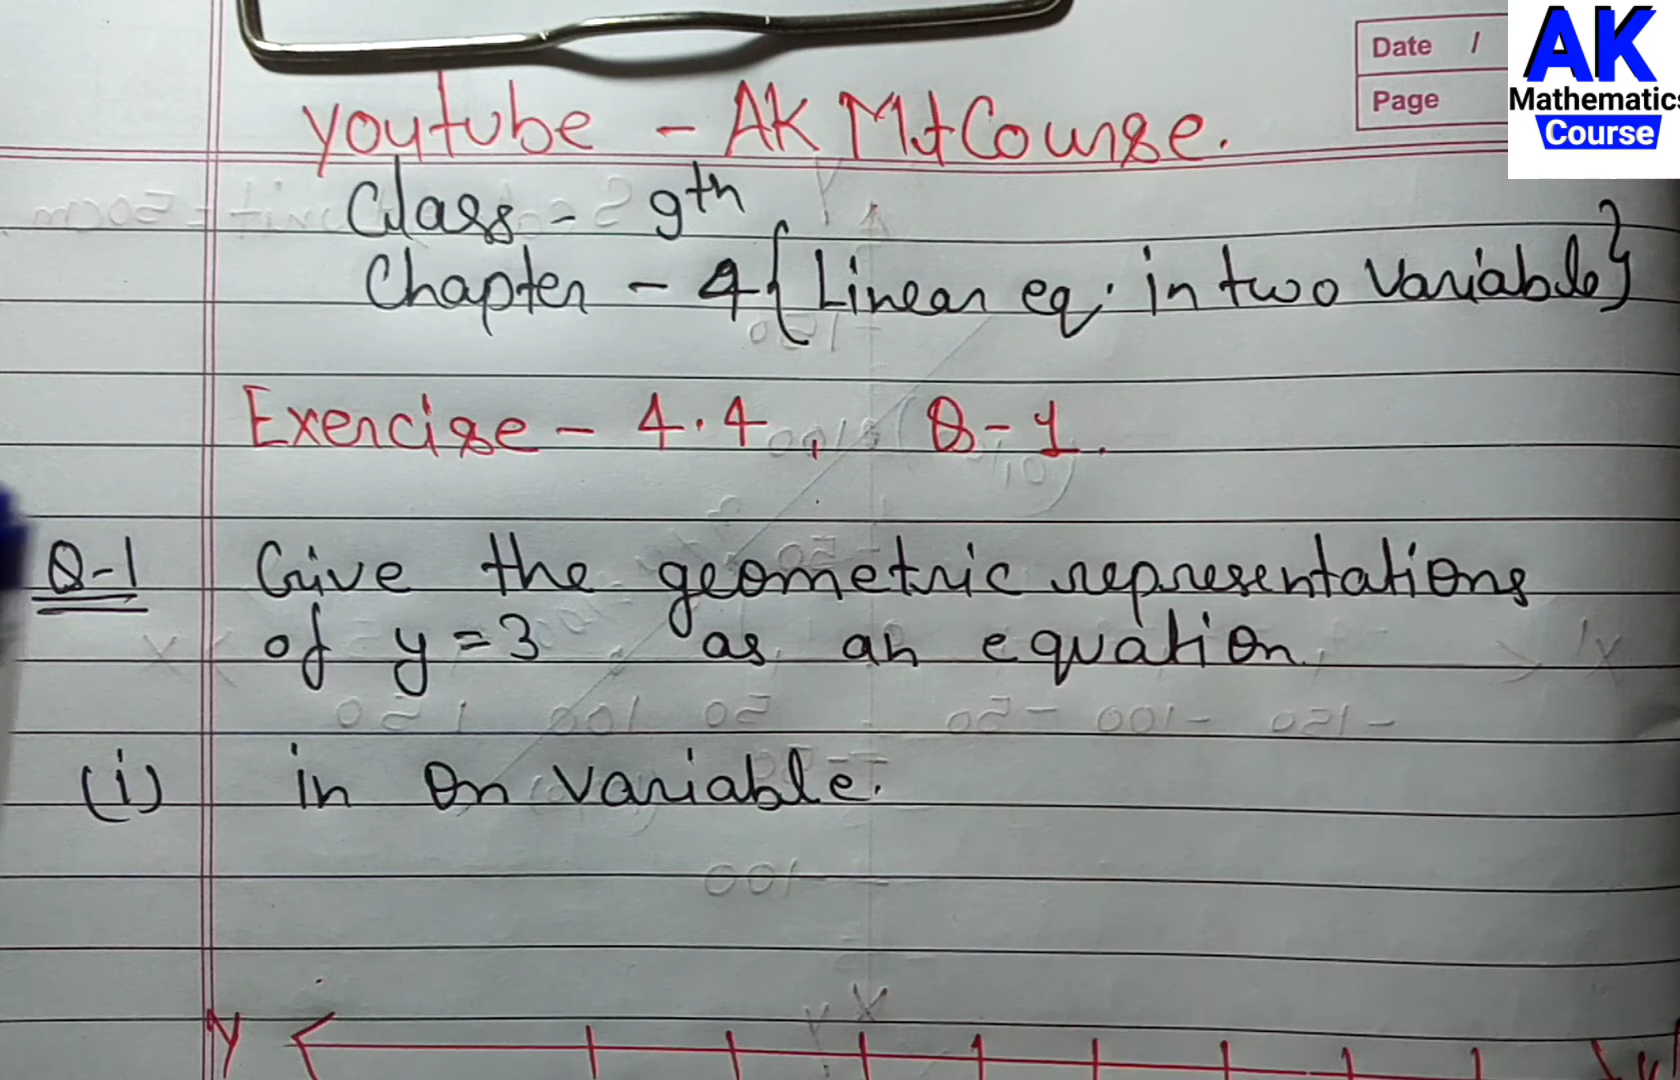 Date /
Page
AK
Mathematics
Course
youtube - AK MtCourse.
Class - 9th
Chapter - 4 {Linear eq. in two Variable}
Exercise - 4.4, Q-1.
Q-1 Give the geometric representations
of y = 3 as an equation
(i) in on variable.
y